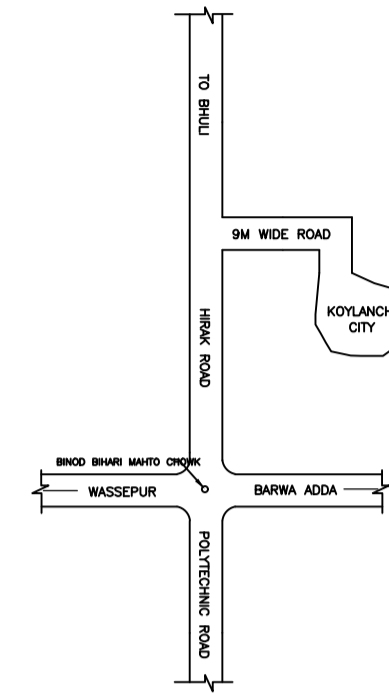 TO BHULI
9M WIDE ROAD
KOYLANCH
CITY
HIRAK ROAD
BINOD BIHARI MAHTO CHOWK
WASSEPUR
BARWA ADDA
POLYTECHNIC ROAD